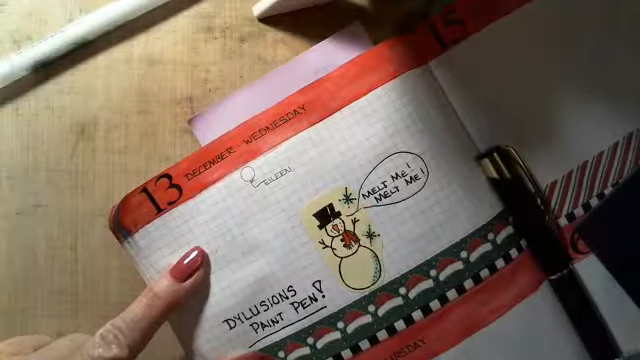 15
13 DECEMBER - WEDNESDAY
EILEEN
MELT ME!
MELT ME!
DYLUSIONS
PAINT PEN!